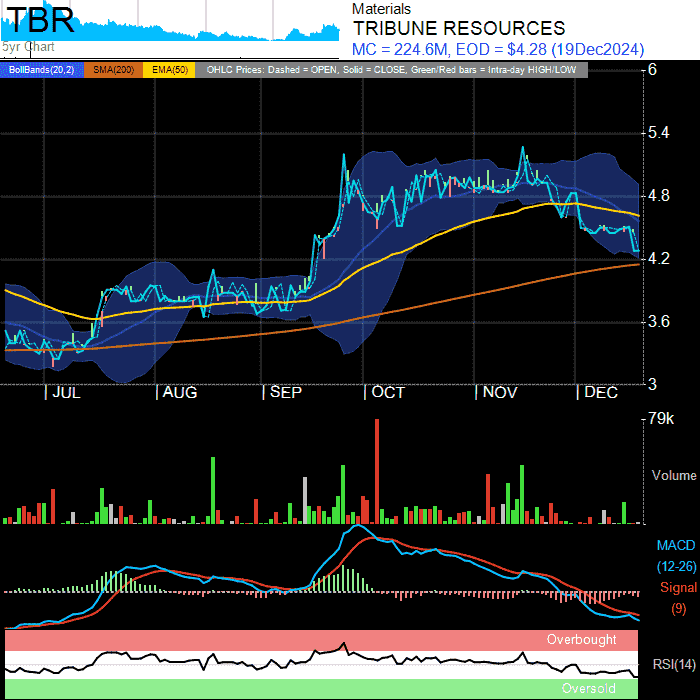 TBR
5yr Chart
Materials
TRIBUNE RESOURCES
MC = 224.6M, EOD = $4.28 (19Dec2024)
BollBands(20,2) SMA(200) EMA(50) OHLC Prices: Dashed = OPEN, Solid = CLOSE, Green/Red bars = Intra-day HIGH/LOW
6
5.4
4.8
4.2
3.6
3
| JUL | AUG | SEP | OCT | NOV | DEC
79k
Volume
MACD
(12-26)
Signal
(9)
Overbought
RSI(14)
Oversold